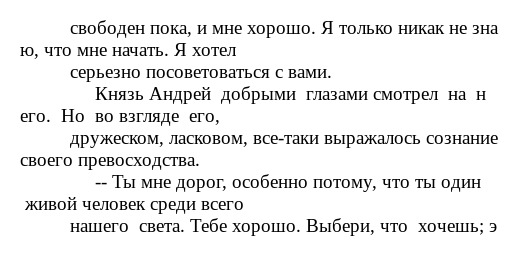 свободен пока, и мне хорошо. Я только никак не зна
ю, что мне начать. Я хотел
серьезно посоветоваться с вами.
Князь Андрей  добрыми  глазами смотрел  на  н
его.  Но  во взгляде  его,
дружеском, ласковом, все-таки выражалось сознание
своего превосходства.
-- Ты мне дорог, особенно потому, что ты один
живой человек среди всего
нашего  света. Тебе хорошо. Выбери, что  хочешь; э